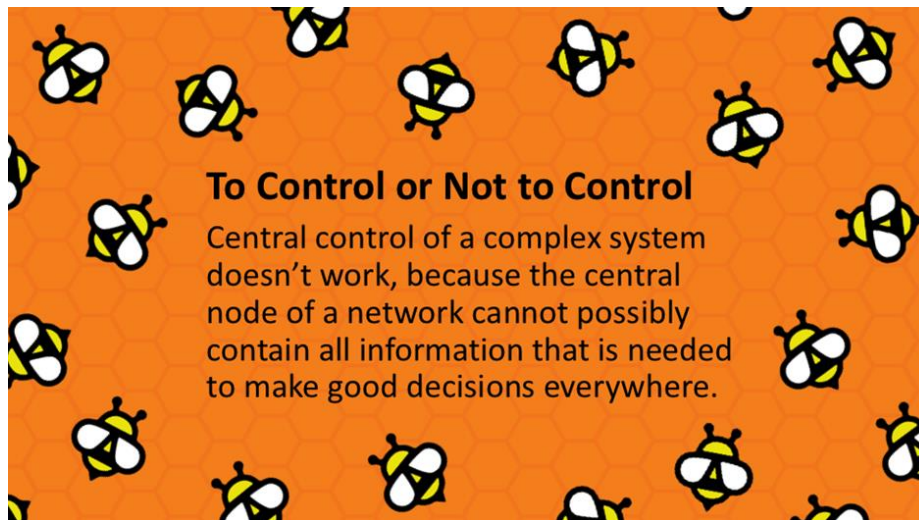 To Control or Not to Control
Central control of a complex system
doesn’t work, because the central
node of a network cannot possibly
contain all information that is needed
to make good decisions everywhere.